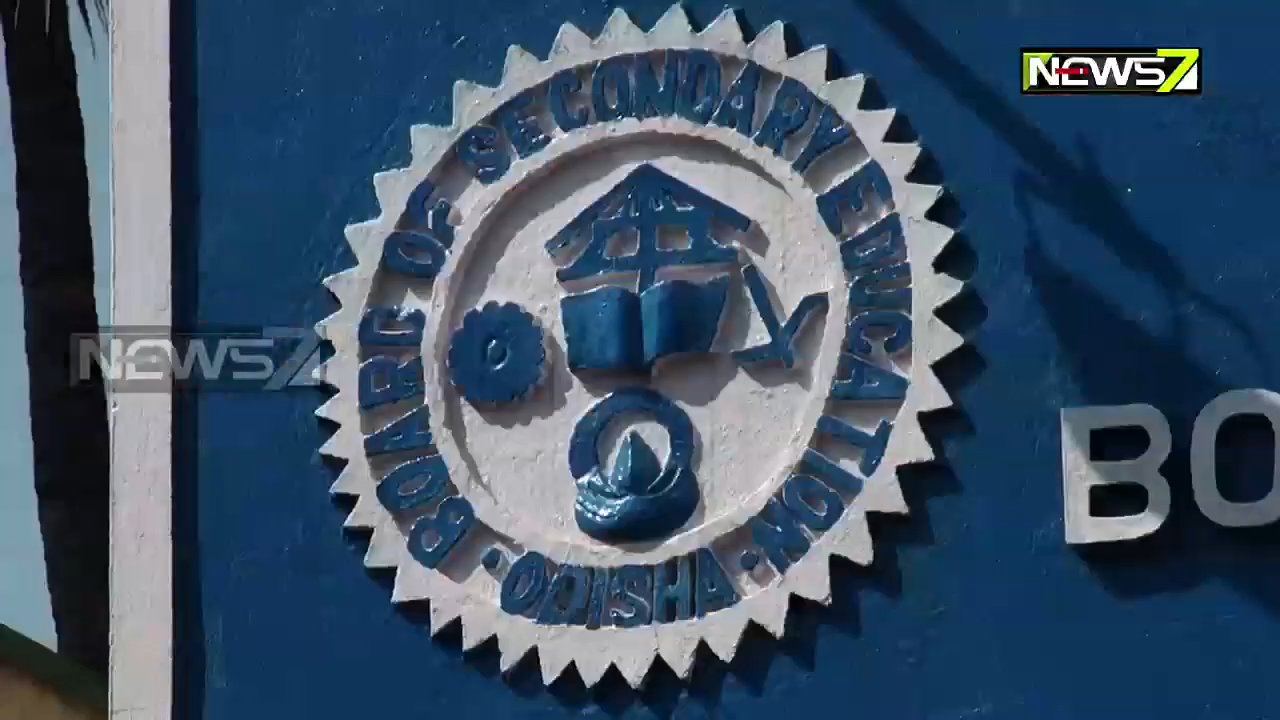 NEWS7
BOARD OF SECONDARY EDUCATION
• ODISHA •
NEWS7
BO